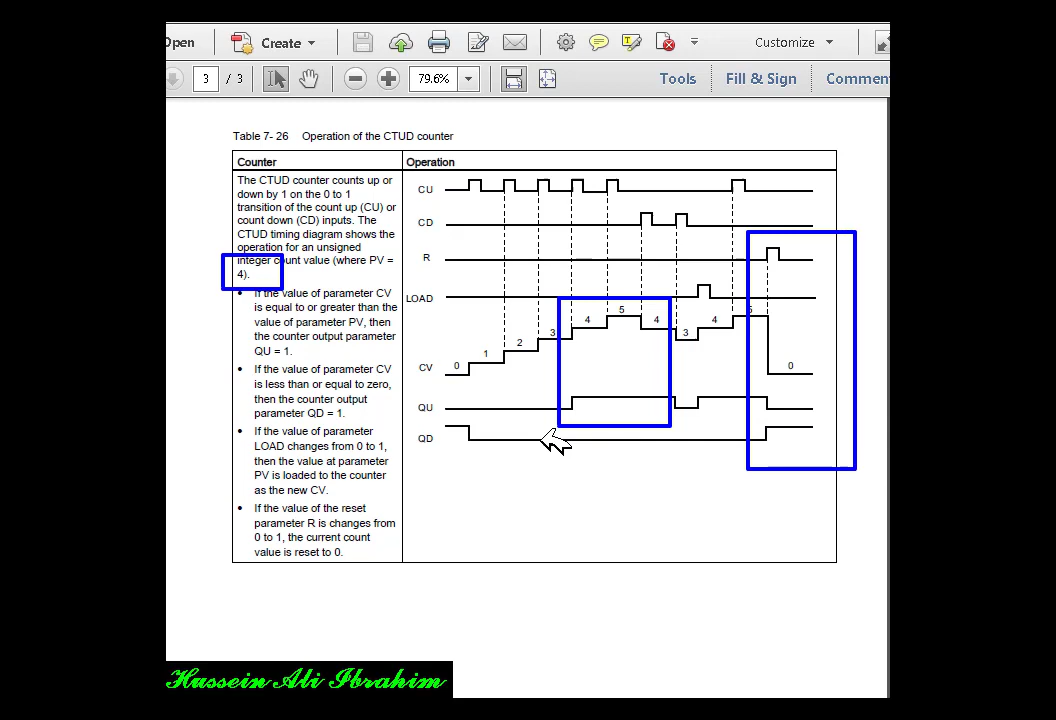 Open
Create
Customize
3 / 3
79.6%
Tools
Fill & Sign
Commen
Table 7- 26 Operation of the CTUD counter
Counter
Operation
The CTUD counter counts up or
down by 1 on the 0 to 1
transition of the count up (CU) or
count down (CD) inputs. The
CTUD timing diagram shows the
operation for an unsigned
integer count value (where PV =
4).
• If the value of parameter CV
is equal to or greater than the
value of parameter PV, then
the counter output parameter
QU = 1.
• If the value of parameter CV
is less than or equal to zero,
then the counter output
parameter QD = 1.
• If the value of parameter
LOAD changes from 0 to 1,
then the value at parameter
PV is loaded to the counter
as the new CV.
• If the value of the reset
parameter R is changes from
0 to 1, the current count
value is reset to 0.
CU
CD
R
LOAD
CV
0 1 2 3 4 5 4 3 4 5 0
QU
QD
Hussein Ali Ibrahim